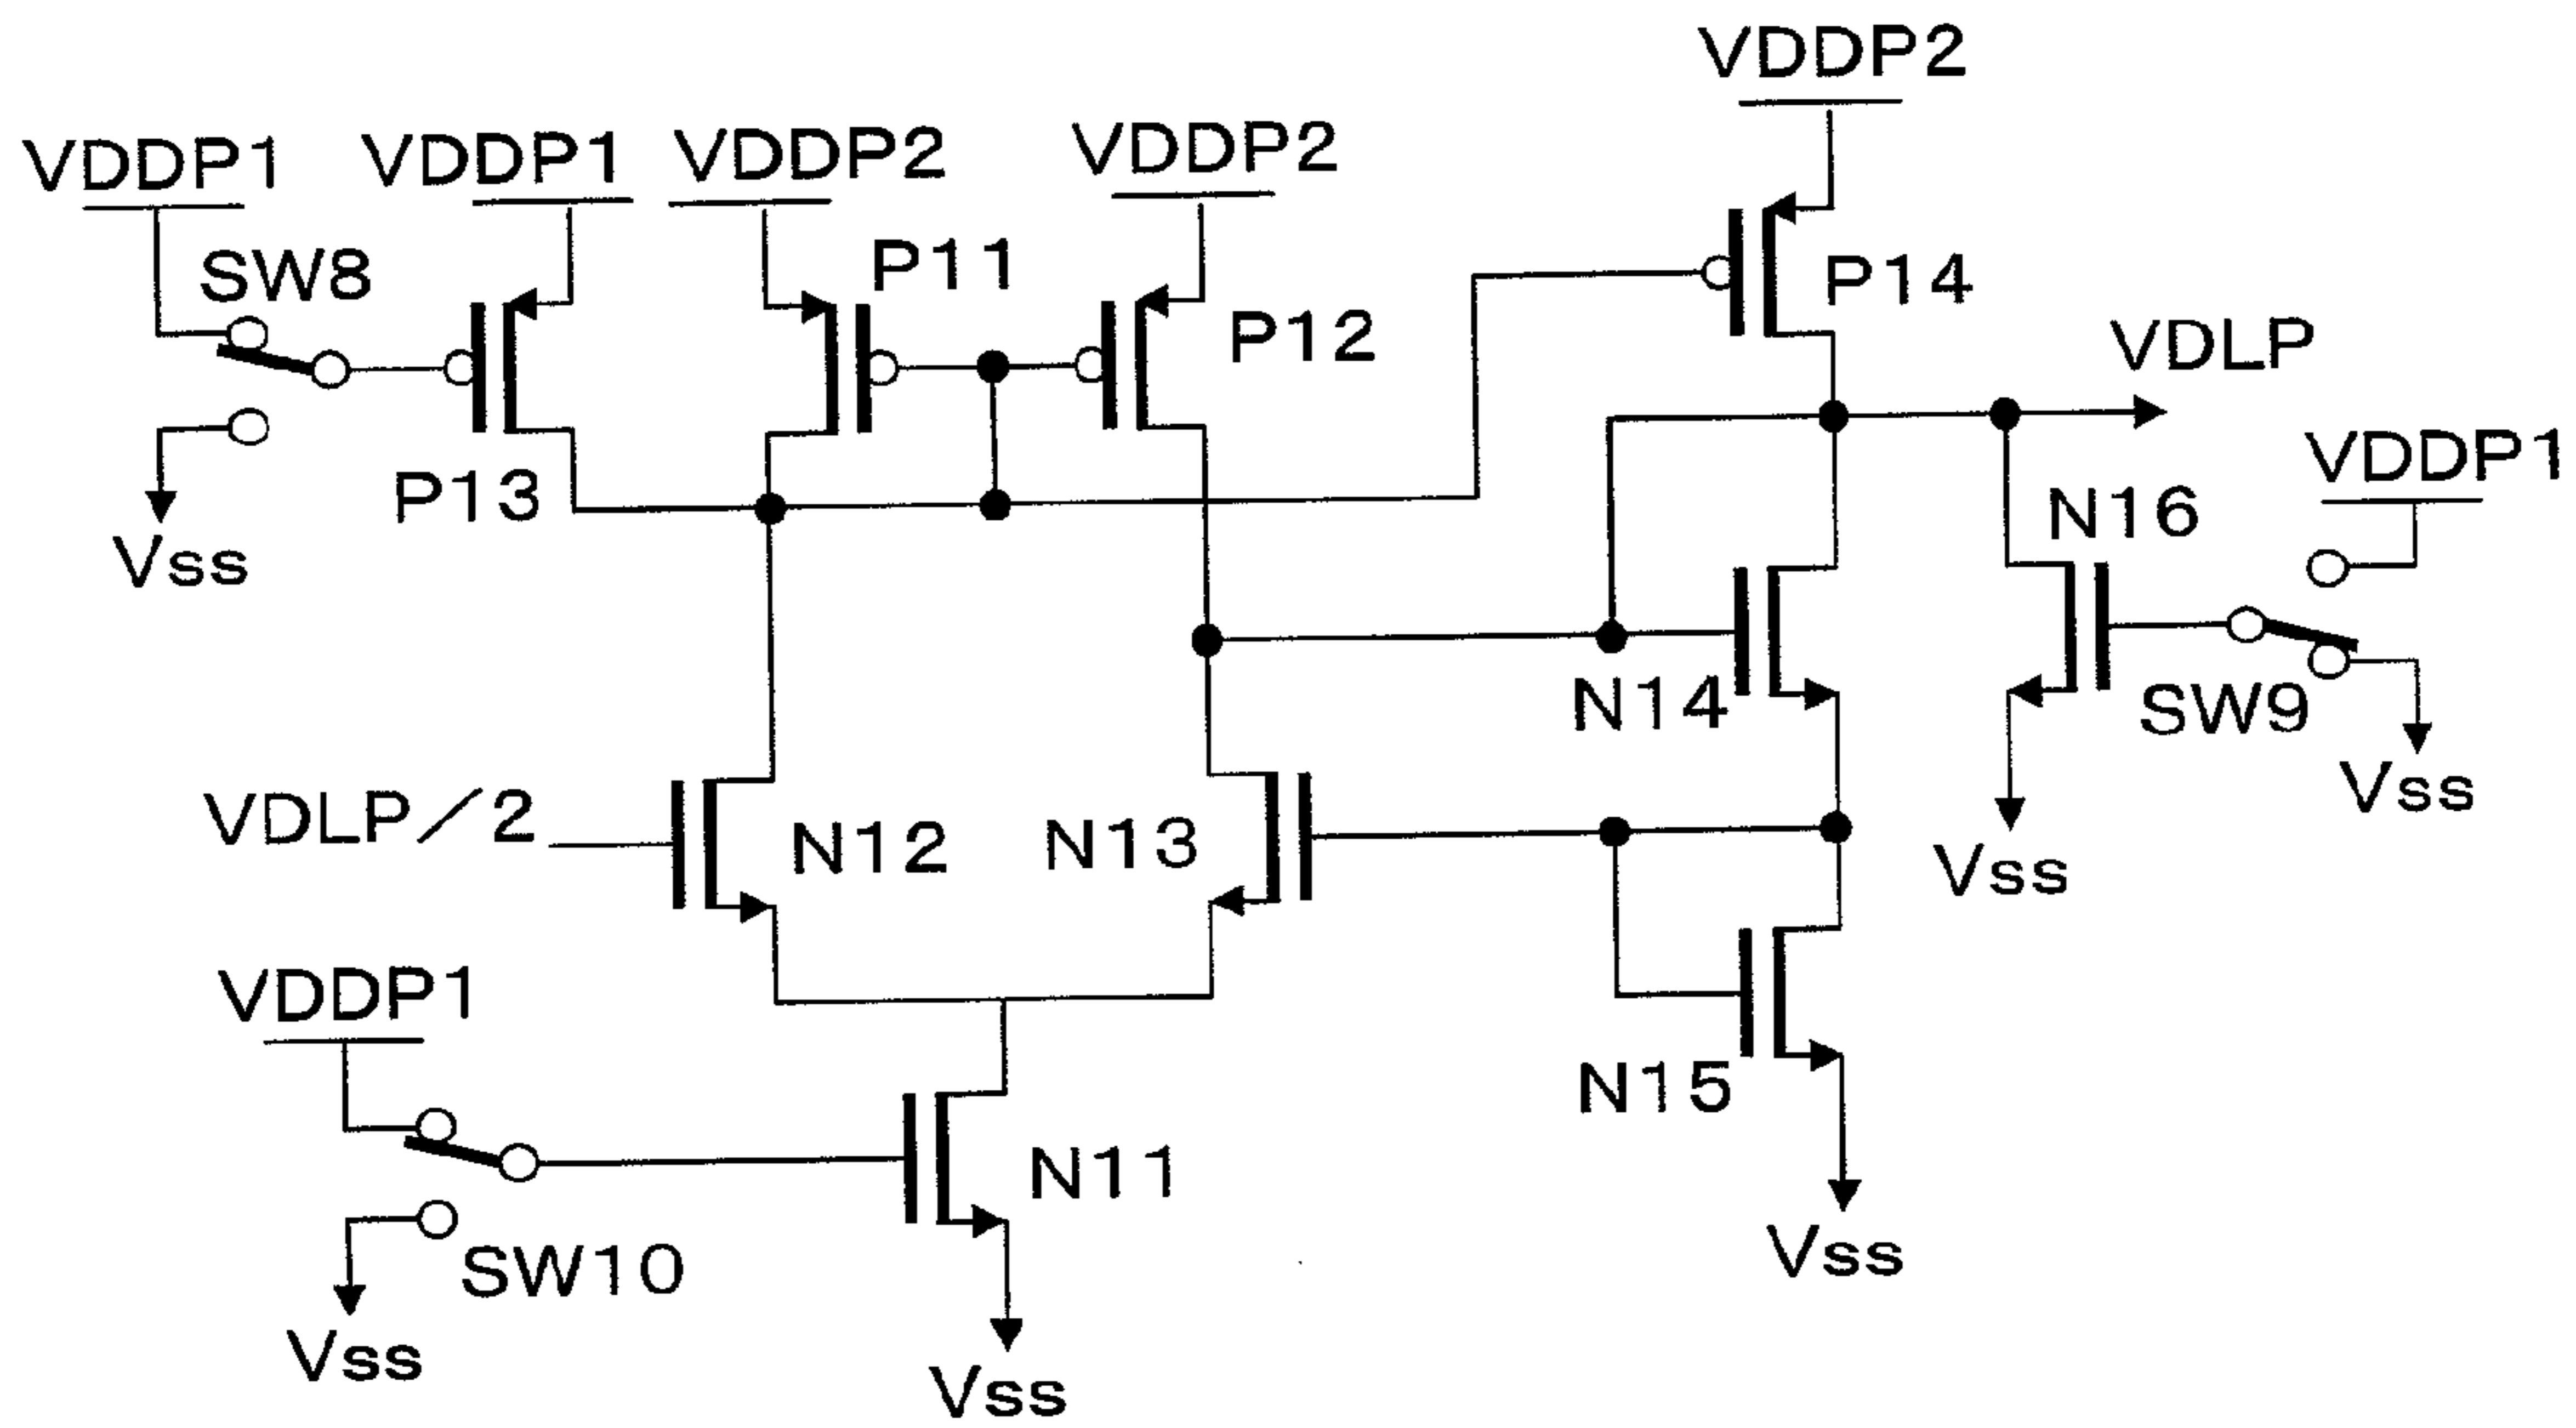 VDDP2
VDDP1
VDDP1
VDDP2
VDDP2
SW8
P11
P12
P14
VDLP
P13
Vss
VDDP1
N16
N14
SW9
Vss
VDLP/2
N12
N13
Vss
VDDP1
N15
N11
SW10
Vss
Vss
Vss